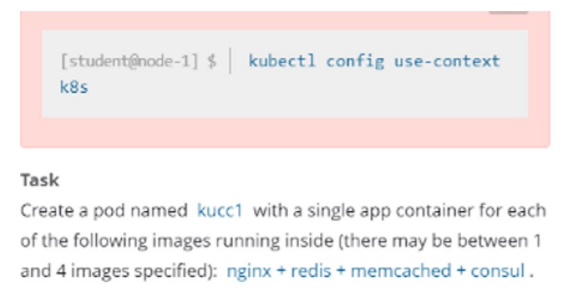 [student@node-1] $ | kubectl config use-context
k8s
Task
Create a pod named kucc1 with a single app container for each
of the following images running inside (there may be between 1
and 4 images specified): nginx + redis + memcached + consul .